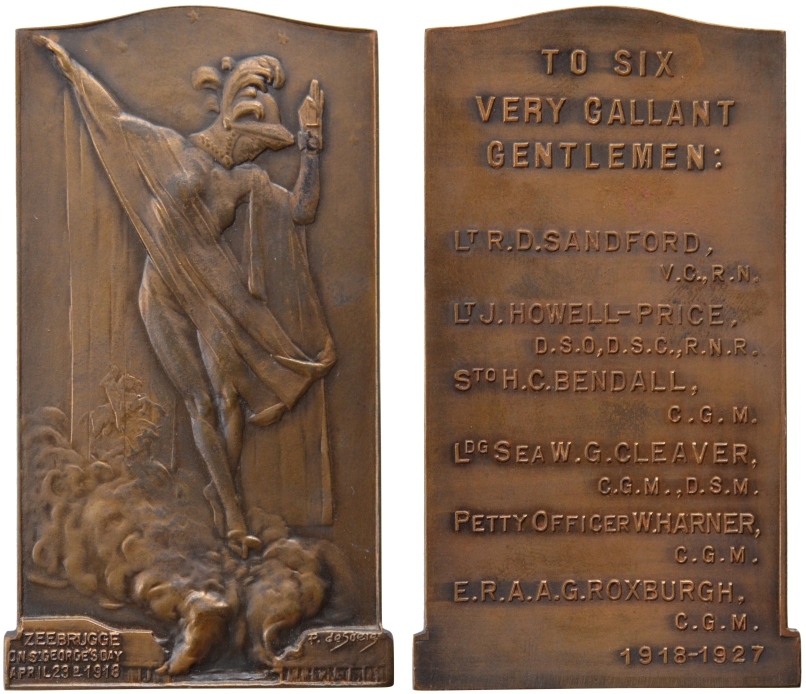 ZEEBRUGGE
ON ST GEORGE'S DAY
APRIL 23D 1918
TO SIX
VERY GALLANT
GENTLEMEN:
LT R.D. SANDFORD,
V.C., R.N.
LT J. HOWELL-PRICE,
D.S.O, D.S.C., R.N.R.
STO H.C. BENDALL,
C.G.M.
LDG SEA W.G. CLEAVER,
C.G.M., D.S.M.
PETTY OFFICER W. HARNER,
C.G.M.
E.R.A. A.G. ROXBURGH,
C.G.M.
1918-1927